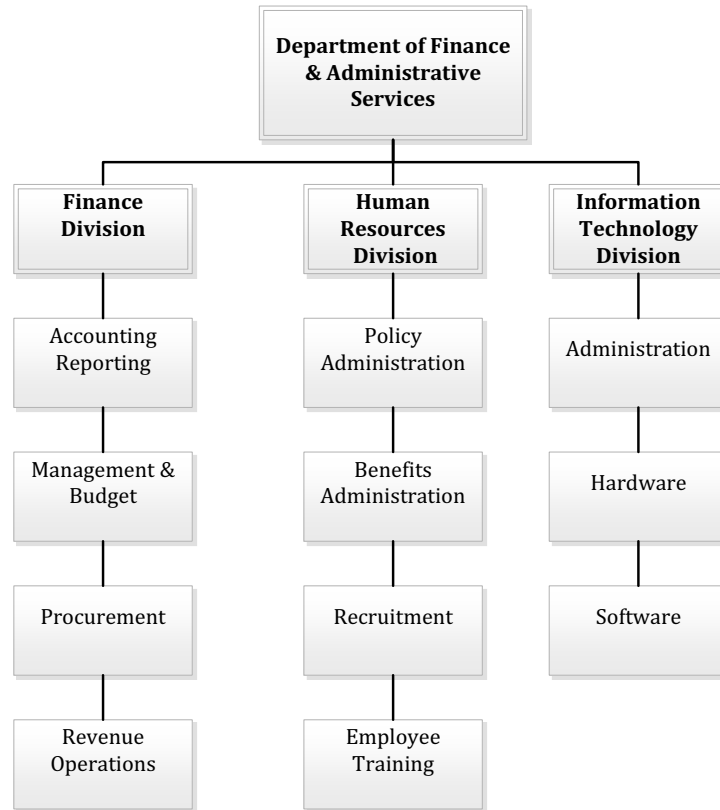 Department of Finance
& Administrative
Services
Finance
Division
Human
Resources
Division
Information
Technology
Division
Accounting
Reporting
Policy
Administration
Administration
Management &
Budget
Benefits
Administration
Hardware
Procurement
Recruitment
Software
Revenue
Operations
Employee
Training